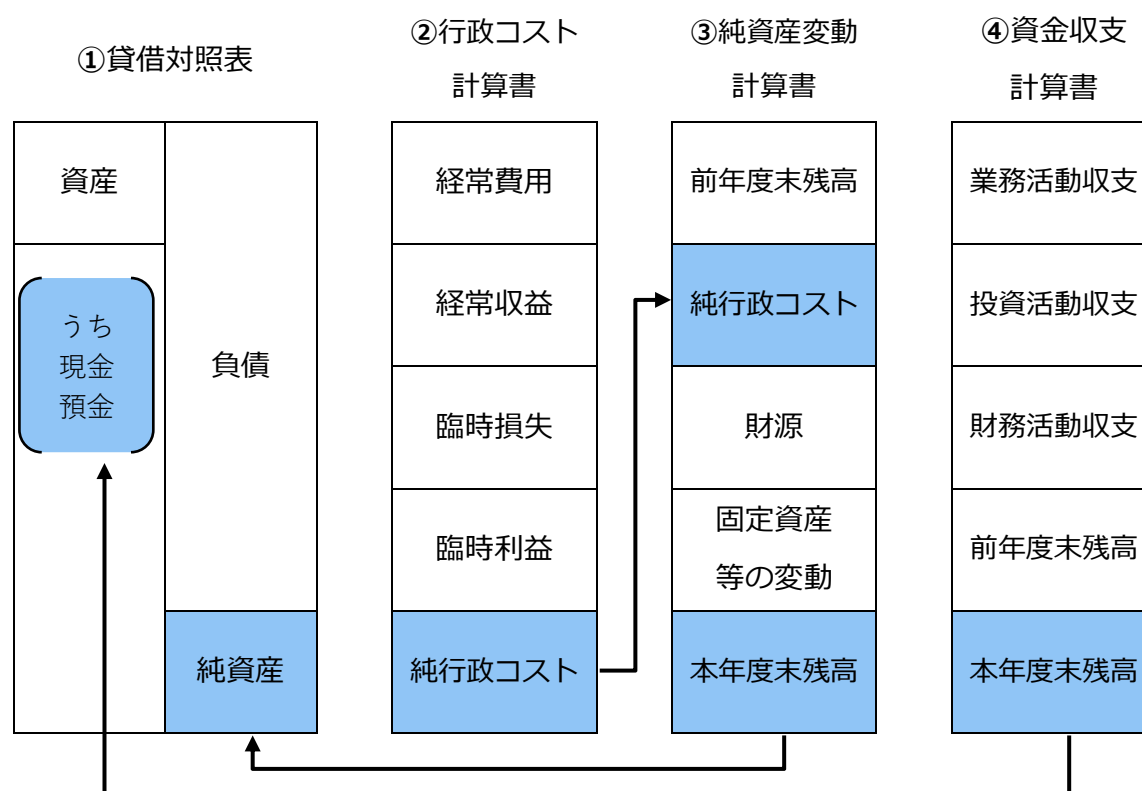 ①貸借対照表
資産
うち
現金
預金
負債
純資産
②行政コスト
計算書
経常費用
経常収益
臨時損失
臨時利益
純行政コスト
③純資産変動
計算書
前年度末残高
純行政コスト
財源
固定資産
等の変動
本年度末残高
④資金収支
計算書
業務活動収支
投資活動収支
財務活動収支
前年度末残高
本年度末残高